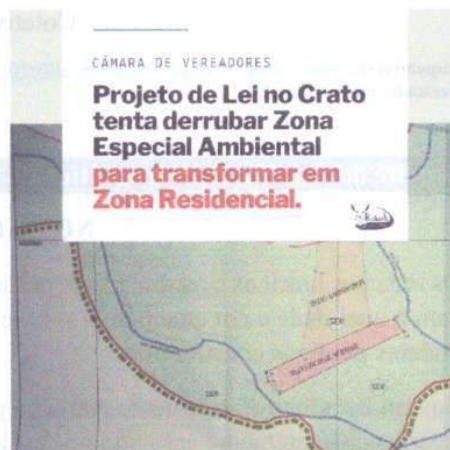 CÂMARA DE VEREADORES
Projeto de Lei no Crato
tenta derrubar Zona
Especial Ambiental
para transformar em
Zona Residencial.